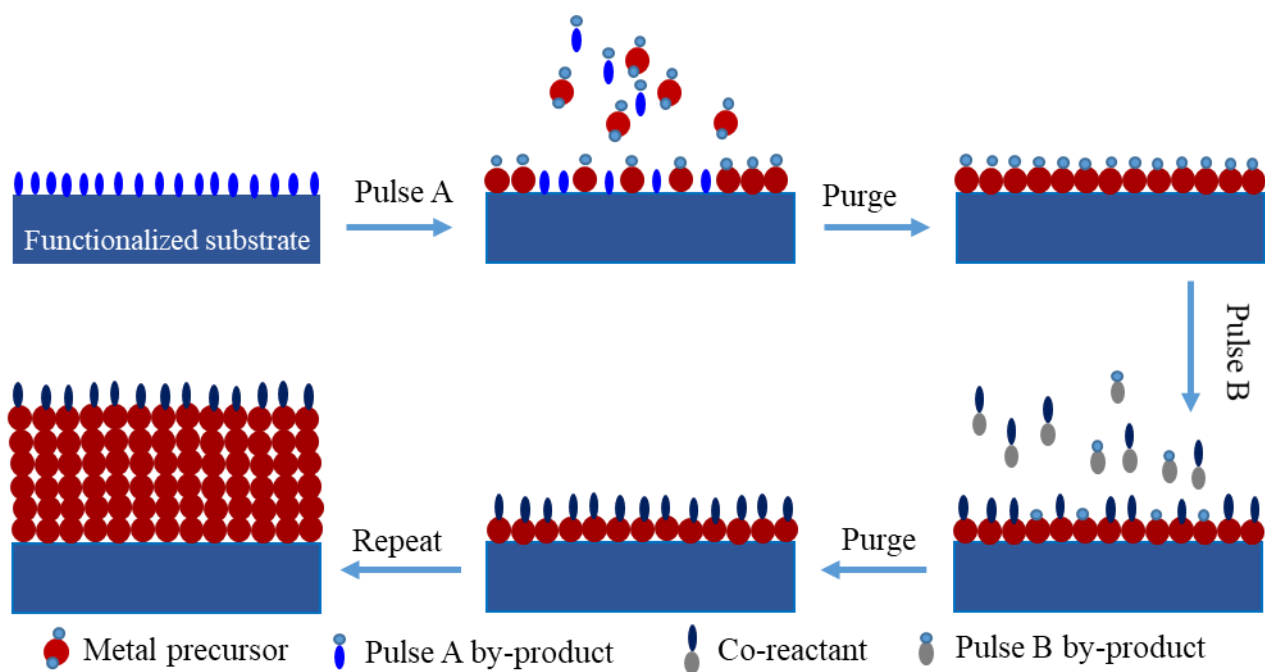 Functionalized substrate
Pulse A
Purge
Pulse B
Purge
Repeat
Metal precursor
Pulse A by-product
Co-reactant
Pulse B by-product